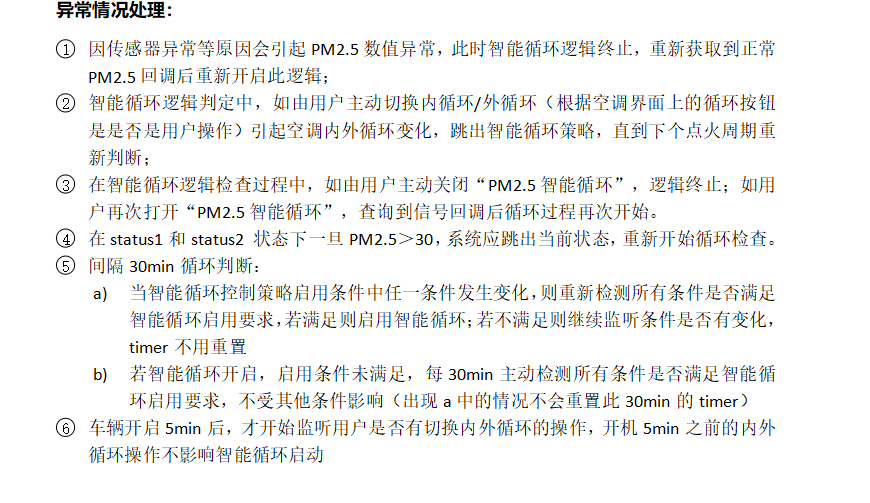 异常情况处理：
① 因传感器异常等原因会引起 PM2.5 数值异常，此时智能循环逻辑终止，重新获取到正常
PM2.5 回调后重新开启此逻辑；
② 智能循环逻辑判定中，如由用户主动切换内循环/外循环（根据空调界面上的循环按钮
是是否是用户操作）引起空调内外循环变化，跳出智能循环策略，直到下个点火周期重
新判断；
③ 在智能循环逻辑检查过程中，如由用户主动关闭“PM2.5 智能循环”，逻辑终止；如用
户再次打开“PM2.5 智能循环”，查询到信号回调后循环过程再次开始。
④ 在 status1 和 status2 状态下一旦 PM2.5＞30，系统应跳出当前状态，重新开始循环检查。
⑤ 间隔 30min 循环判断：
a) 当智能循环控制策略启用条件中任一条件发生变化，则重新检测所有条件是否满足
智能循环启用要求，若满足则启用智能循环；若不满足则继续监听条件是否有变化，
timer 不用重置
b) 若智能循环开启，启用条件未满足，每 30min 主动检测所有条件是否满足智能循
环启用要求，不受其他条件影响（出现 a 中的情况不会重置此 30min 的 timer）
⑥ 车辆开启 5min 后，才开始监听用户是否有切换内外循环的操作，开机 5min 之前的内外
循环操作不影响智能循环启动